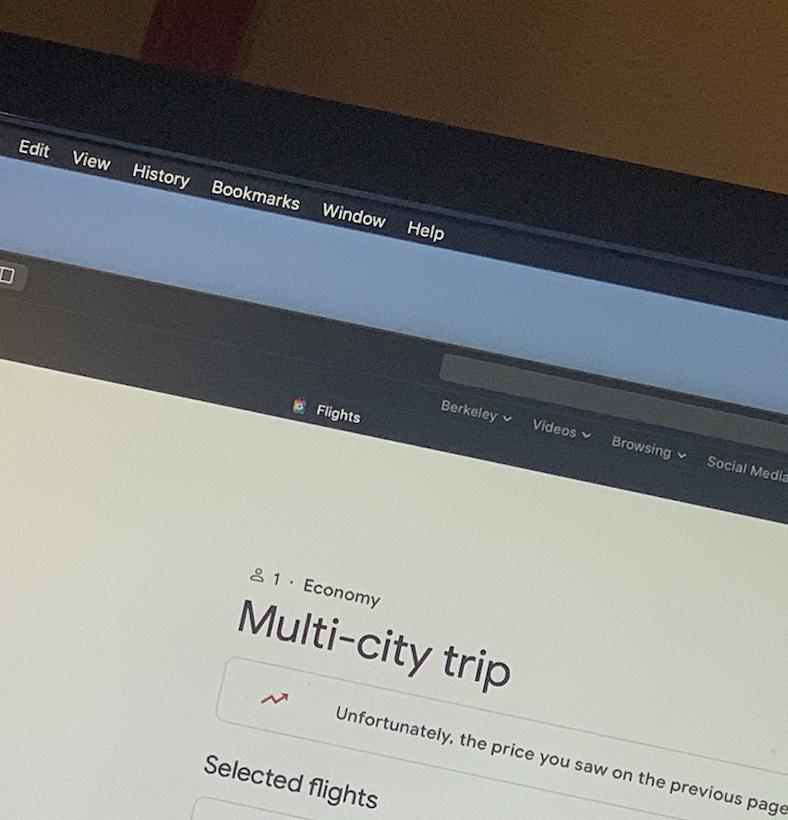 Edit View History Bookmarks Window Help
Flights Berkeley Videos Browsing Social Media
1 · Economy
Multi-city trip
Unfortunately, the price you saw on the previous page
Selected flights